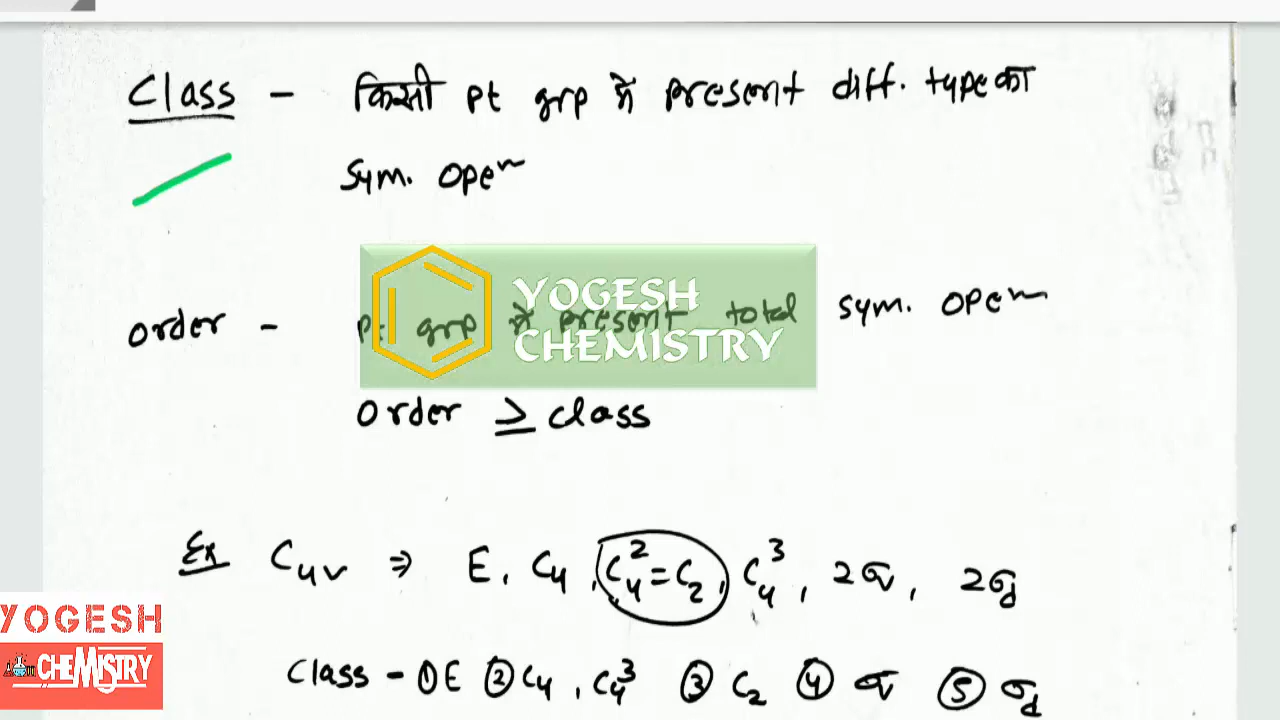 Class - किसी pt grp में present diff. type का
Sym. Open
order - Pt grp में present total Sym. Open
YOGESH
CHEMISTRY
Order ≥ class
Ex C₄ᵥ ⇒ E, C₄, C₄² = C₂, C₄³, 2σᵥ, 2σd
YOGESH
CHEMISTRY
Class - ① E ② C₄, C₄³ ③ C₂ ④ σᵥ ⑤ σd